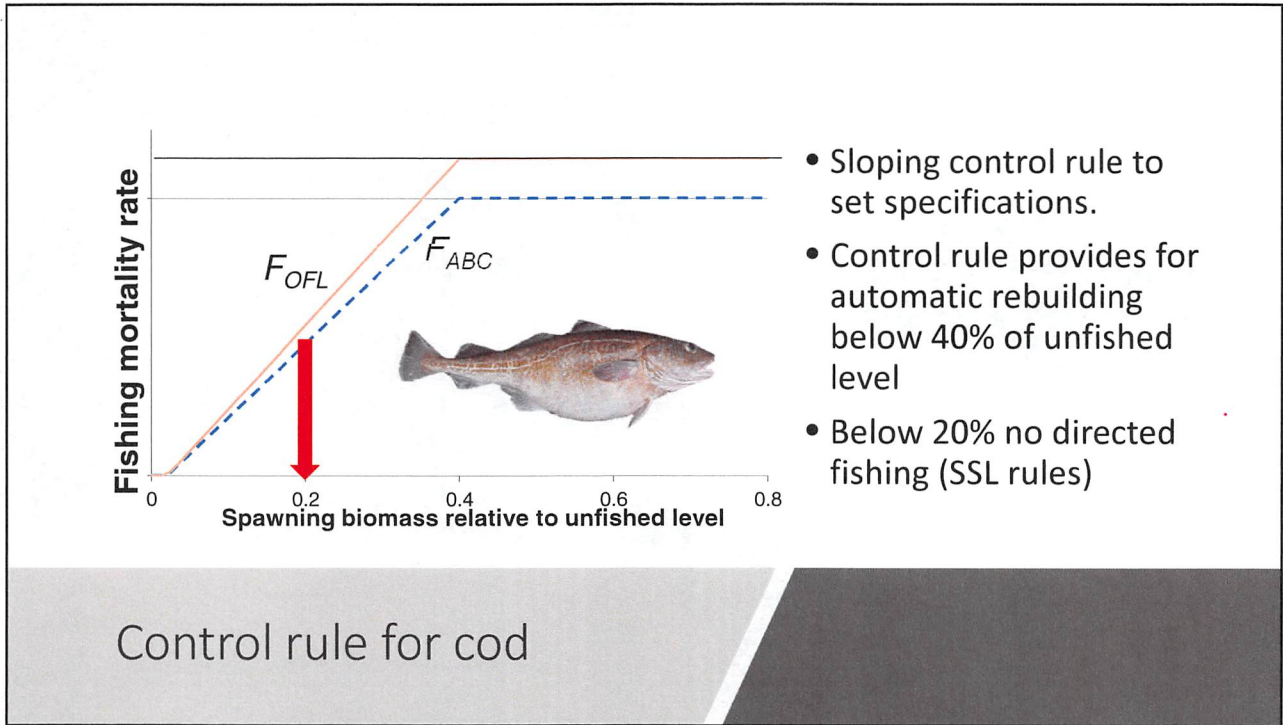 Fishing mortality rate
F_OFL
F_ABC
0 0.2 0.4 0.6 0.8
Spawning biomass relative to unfished level
• Sloping control rule to
set specifications.
• Control rule provides for
automatic rebuilding
below 40% of unfished
level
• Below 20% no directed
fishing (SSL rules)
Control rule for cod